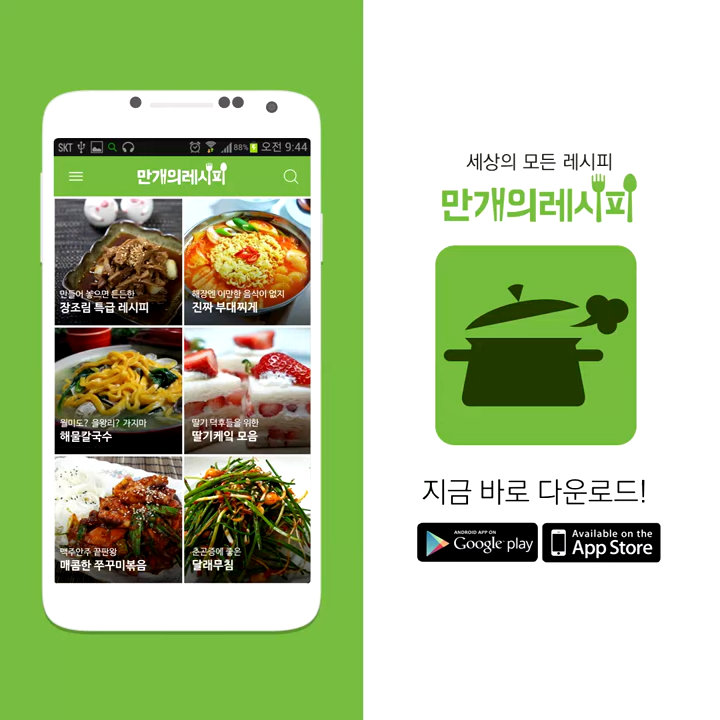 SKT 88% 오전 9:44
만개의레시피
만들어 놓으면 든든한
장조림 특급 레시피
해장엔 이만한 음식이 없지
진짜 부대찌게
월미도? 을왕리? 가지마
해물칼국수
딸기 덕후들을 위한
딸기케잌 모음
맥주안주 끝판왕
매콤한 쭈꾸미볶음
춘곤증에 좋은
달래무침
세상의 모든 레시피
만개의레시피
지금 바로 다운로드!
ANDROID APP ON
Google play
Available on the
App Store